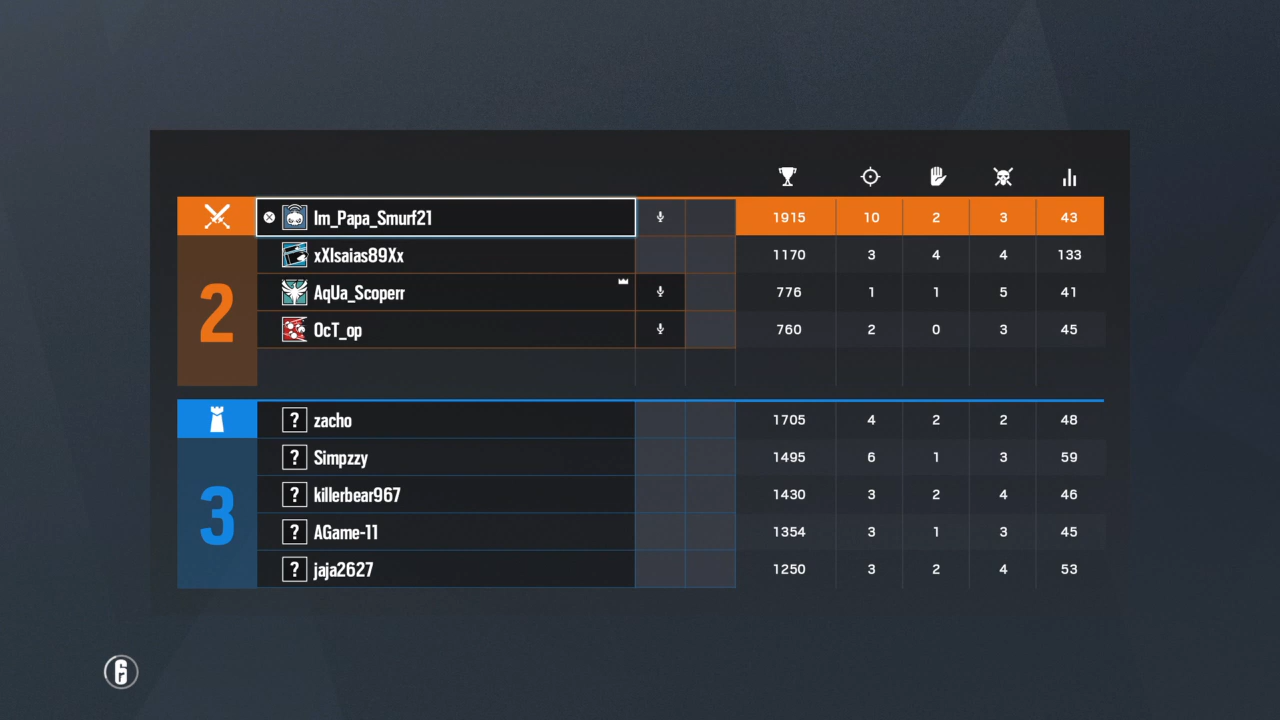 Im_Papa_Smurf21 1915 10 2 3 43
xXIsaias89Xx 1170 3 4 4 133
2
AqUa_Scoperr 776 1 1 5 41
OcT_op 760 2 0 3 45
? zacho 1705 4 2 2 48
? Simpzzy 1495 6 1 3 59
3
? killerbear967 1430 3 2 4 46
? AGame-11 1354 3 1 3 45
? jaja2627 1250 3 2 4 53
6